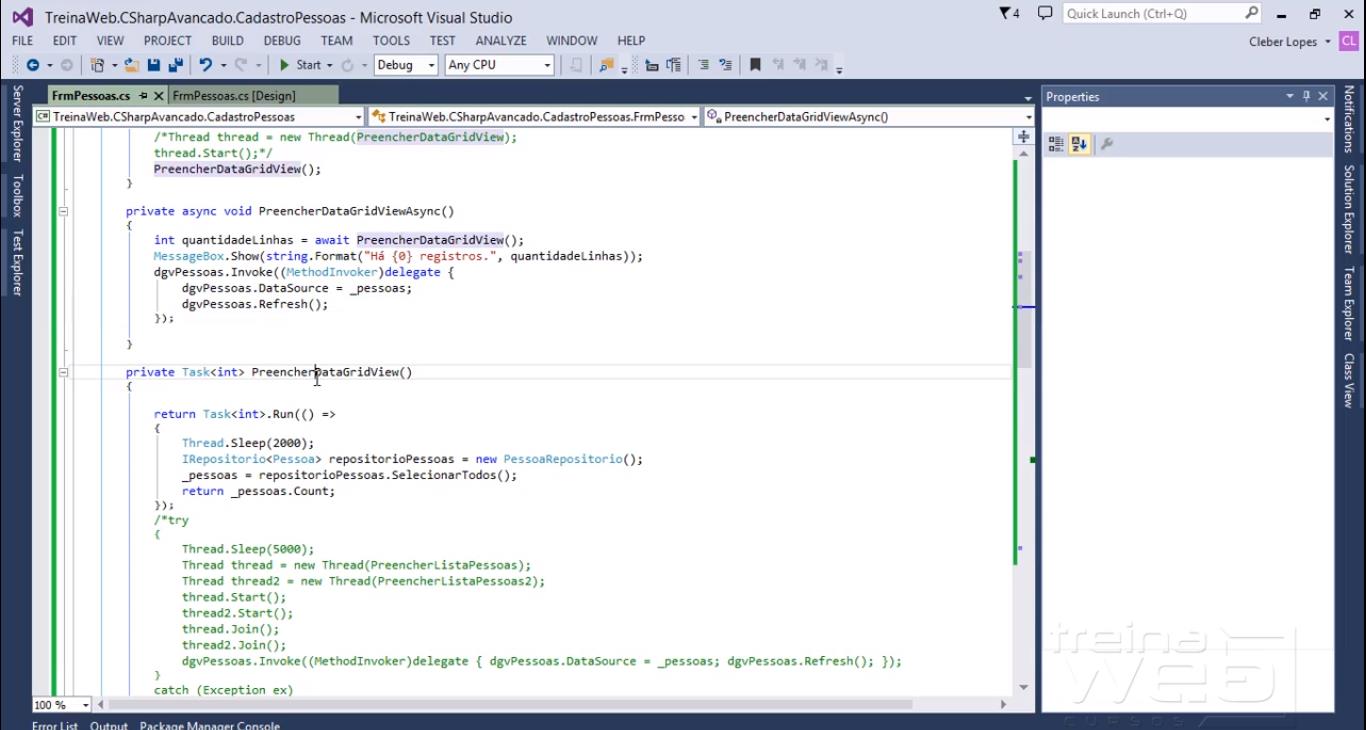 TreinaWeb.CSharpAvancado.CadastroPessoas - Microsoft Visual Studio
4
Quick Launch (Ctrl+Q)
FILE EDIT VIEW PROJECT BUILD DEBUG TEAM TOOLS TEST ANALYZE WINDOW HELP
Cleber Lopes
CL
Start
Debug
Any CPU
Server Explorer
Toolbox
Test Explorer
FrmPessoas.cs
FrmPessoas.cs [Design]
TreinaWeb.CSharpAvancado.CadastroPessoas
TreinaWeb.CSharpAvancado.CadastroPessoas.FrmPesso
PreencherDataGridViewAsync()
/*Thread thread = new Thread(PreencherDataGridView);
thread.Start();*/
PreencherDataGridView();
}
private async void PreencherDataGridViewAsync()
{
int quantidadeLinhas = await PreencherDataGridView();
MessageBox.Show(string.Format("Há {0} registros.", quantidadeLinhas));
dgvPessoas.Invoke((MethodInvoker)delegate {
dgvPessoas.DataSource = _pessoas;
dgvPessoas.Refresh();
});
}
private Task<int> PreencherDataGridView()
{
return Task<int>.Run(() =>
{
Thread.Sleep(2000);
IRepositorio<Pessoa> repositorioPessoas = new PessoaRepositorio();
_pessoas = repositorioPessoas.SelecionarTodos();
return _pessoas.Count;
});
/*try
{
Thread.Sleep(5000);
Thread thread = new Thread(PreencherListaPessoas);
Thread thread2 = new Thread(PreencherListaPessoas2);
thread.Start();
thread2.Start();
thread.Join();
thread2.Join();
dgvPessoas.Invoke((MethodInvoker)delegate { dgvPessoas.DataSource = _pessoas; dgvPessoas.Refresh(); });
}
catch (Exception ex)
100 %
Error List Output Package Manager Console
Properties
Notifications
Solution Explorer
Team Explorer
Class View
treina
web
CURSOS